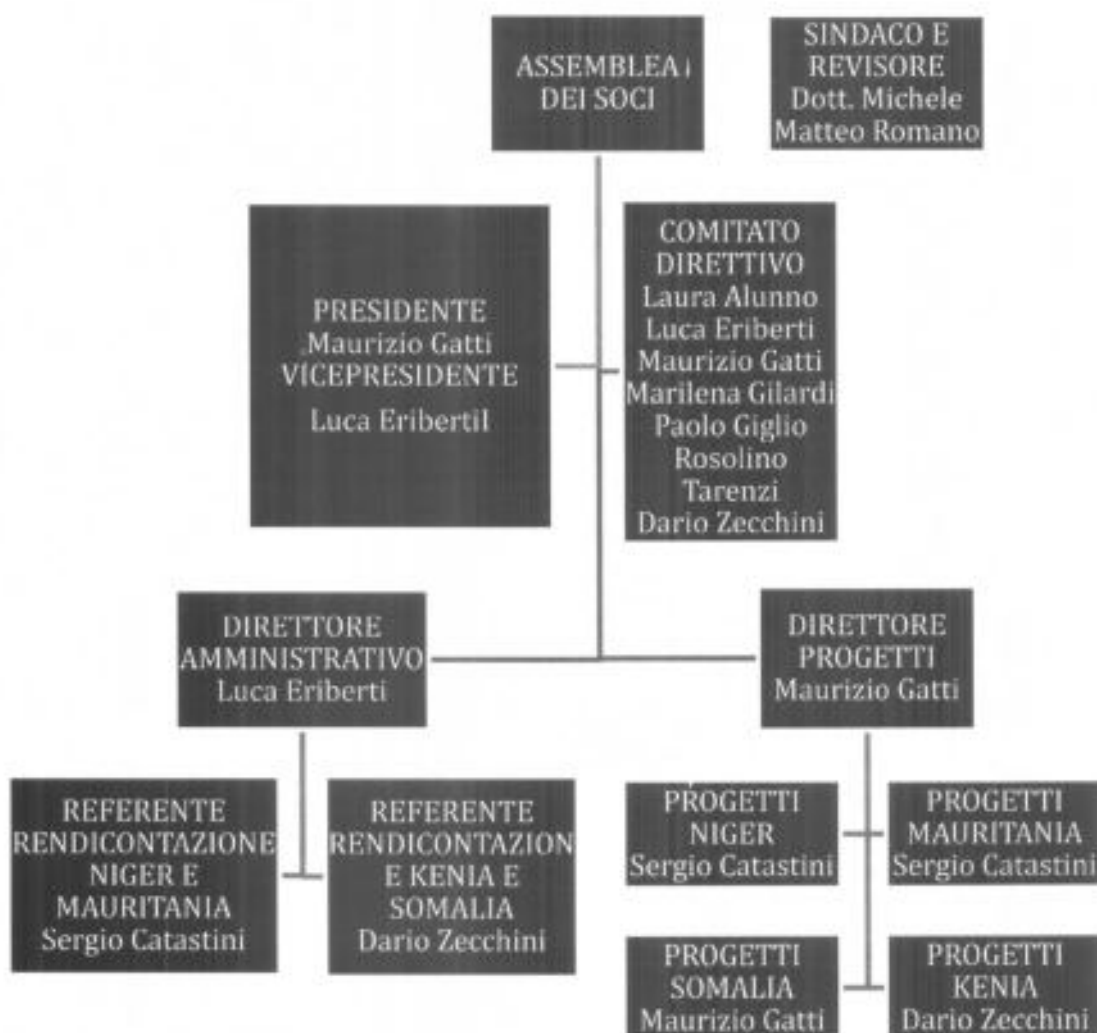 ASSEMBLEA
DEI SOCI
SINDACO E
REVISORE
Dott. Michele
Matteo Romano
PRESIDENTE
Maurizio Gatti
VICEPRESIDENTE
Luca EribertiI
COMITATO
DIRETTIVO
Laura Alunno
Luca Eriberti
Maurizio Gatti
Marilena Gilardi
Paolo Giglio
Rosolino
Tarenzi
Dario Zecchini
DIRETTORE
AMMINISTRATIVO
Luca Eriberti
DIRETTORE
PROGETTI
Maurizio Gatti
REFERENTE
RENDICONTAZIONE
NIGER E
MAURITANIA
Sergio Catastini
REFERENTE
RENDICONTAZION
E KENIA E
SOMALIA
Dario Zecchini
PROGETTI
NIGER
Sergio Catastini
PROGETTI
MAURITANIA
Sergio Catastini
PROGETTI
SOMALIA
Maurizio Gatti
PROGETTI
KENIA
Dario Zecchini